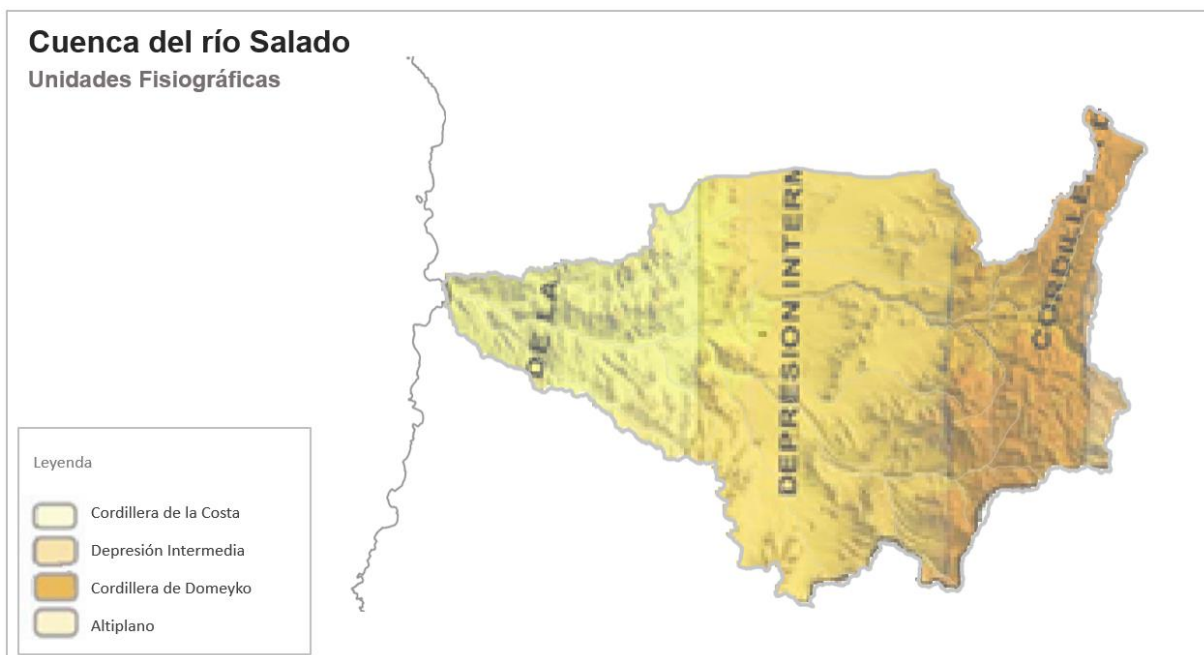 Cuenca del río Salado
Unidades Fisiográficas
DE LA
DEPRESION INTERM
CORDILLE
Leyenda
Cordillera de la Costa
Depresión Intermedia
Cordillera de Domeyko
Altiplano